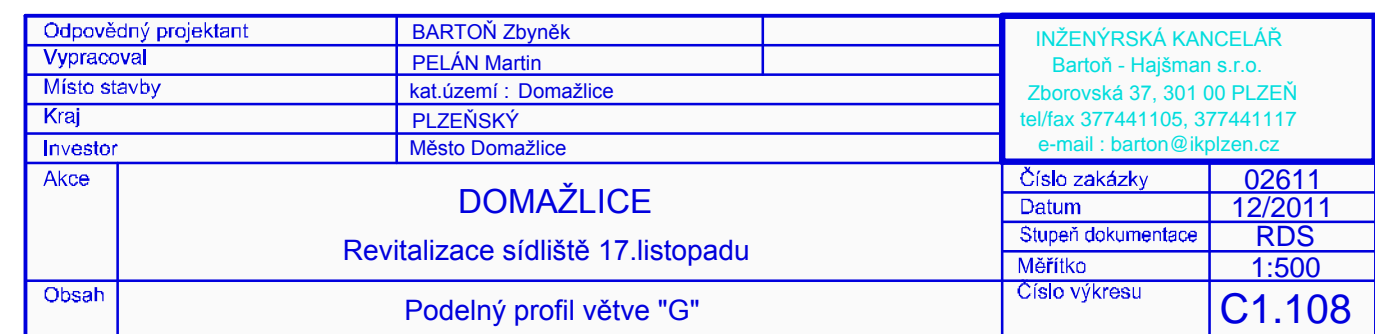 Odpovědný projektant BARTOŇ Zbyněk
Vypracoval PELÁN Martin
Místo stavby kat.území : Domažlice
Kraj PLZEŇSKÝ
Investor Město Domažlice
INŽENÝRSKÁ KANCELÁŘ
Bartoň - Hajšman s.r.o.
Zborovská 37, 301 00 PLZEŇ
tel/fax 377441105, 377441117
e-mail : barton@ikplzen.cz
Akce DOMAŽLICE
Revitalizace sídliště 17.listopadu
Číslo zakázky 02611
Datum 12/2011
Stupeň dokumentace RDS
Měřítko 1:500
Obsah Podelný profil větve "G"
Číslo výkresu C1.108